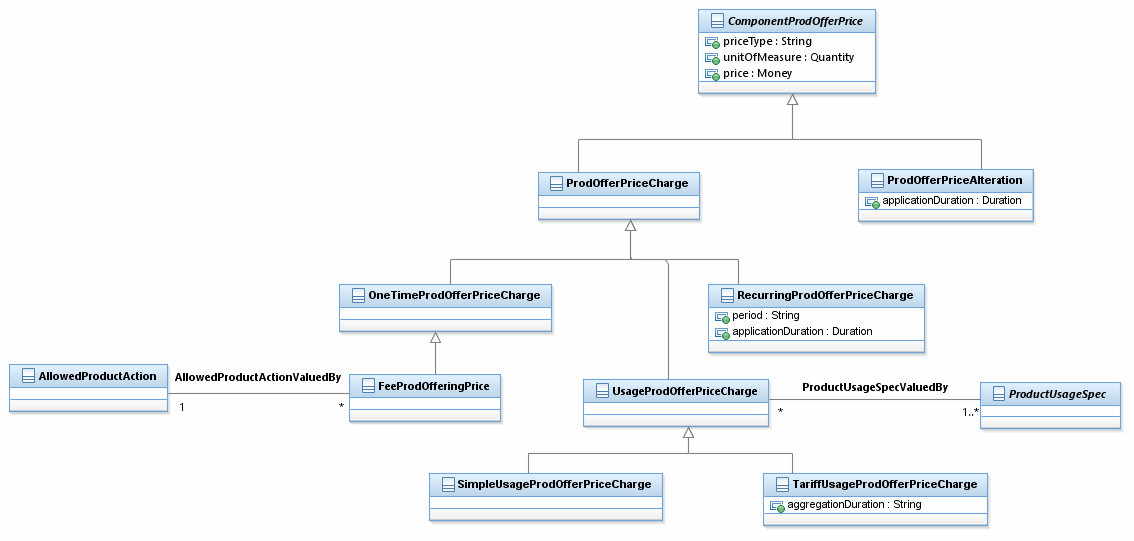 ComponentProdOfferPrice
priceType : String
unitOfMeasure : Quantity
price : Money
ProdOfferPriceCharge
ProdOfferPriceAlteration
applicationDuration : Duration
OneTimeProdOfferPriceCharge
RecurringProdOfferPriceCharge
period : String
applicationDuration : Duration
AllowedProductAction
AllowedProductActionValuedBy
1
*
FeeProdOfferingPrice
UsageProdOfferPriceCharge
ProductUsageSpecValuedBy
*
1..*
ProductUsageSpec
SimpleUsageProdOfferPriceCharge
TariffUsageProdOfferPriceCharge
aggregationDuration : String